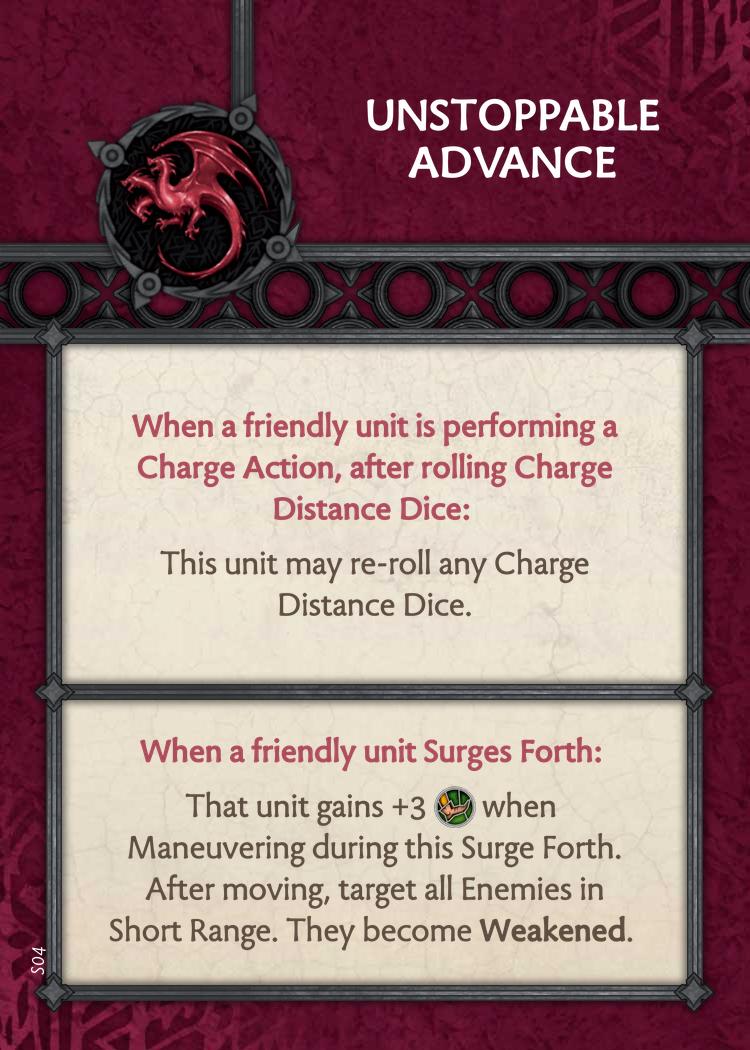 UNSTOPPABLE
ADVANCE
When a friendly unit is performing a
Charge Action, after rolling Charge
Distance Dice:
This unit may re-roll any Charge
Distance Dice.
When a friendly unit Surges Forth:
That unit gains +3 when
Maneuvering during this Surge Forth.
After moving, target all Enemies in
Short Range. They become Weakened.
S04